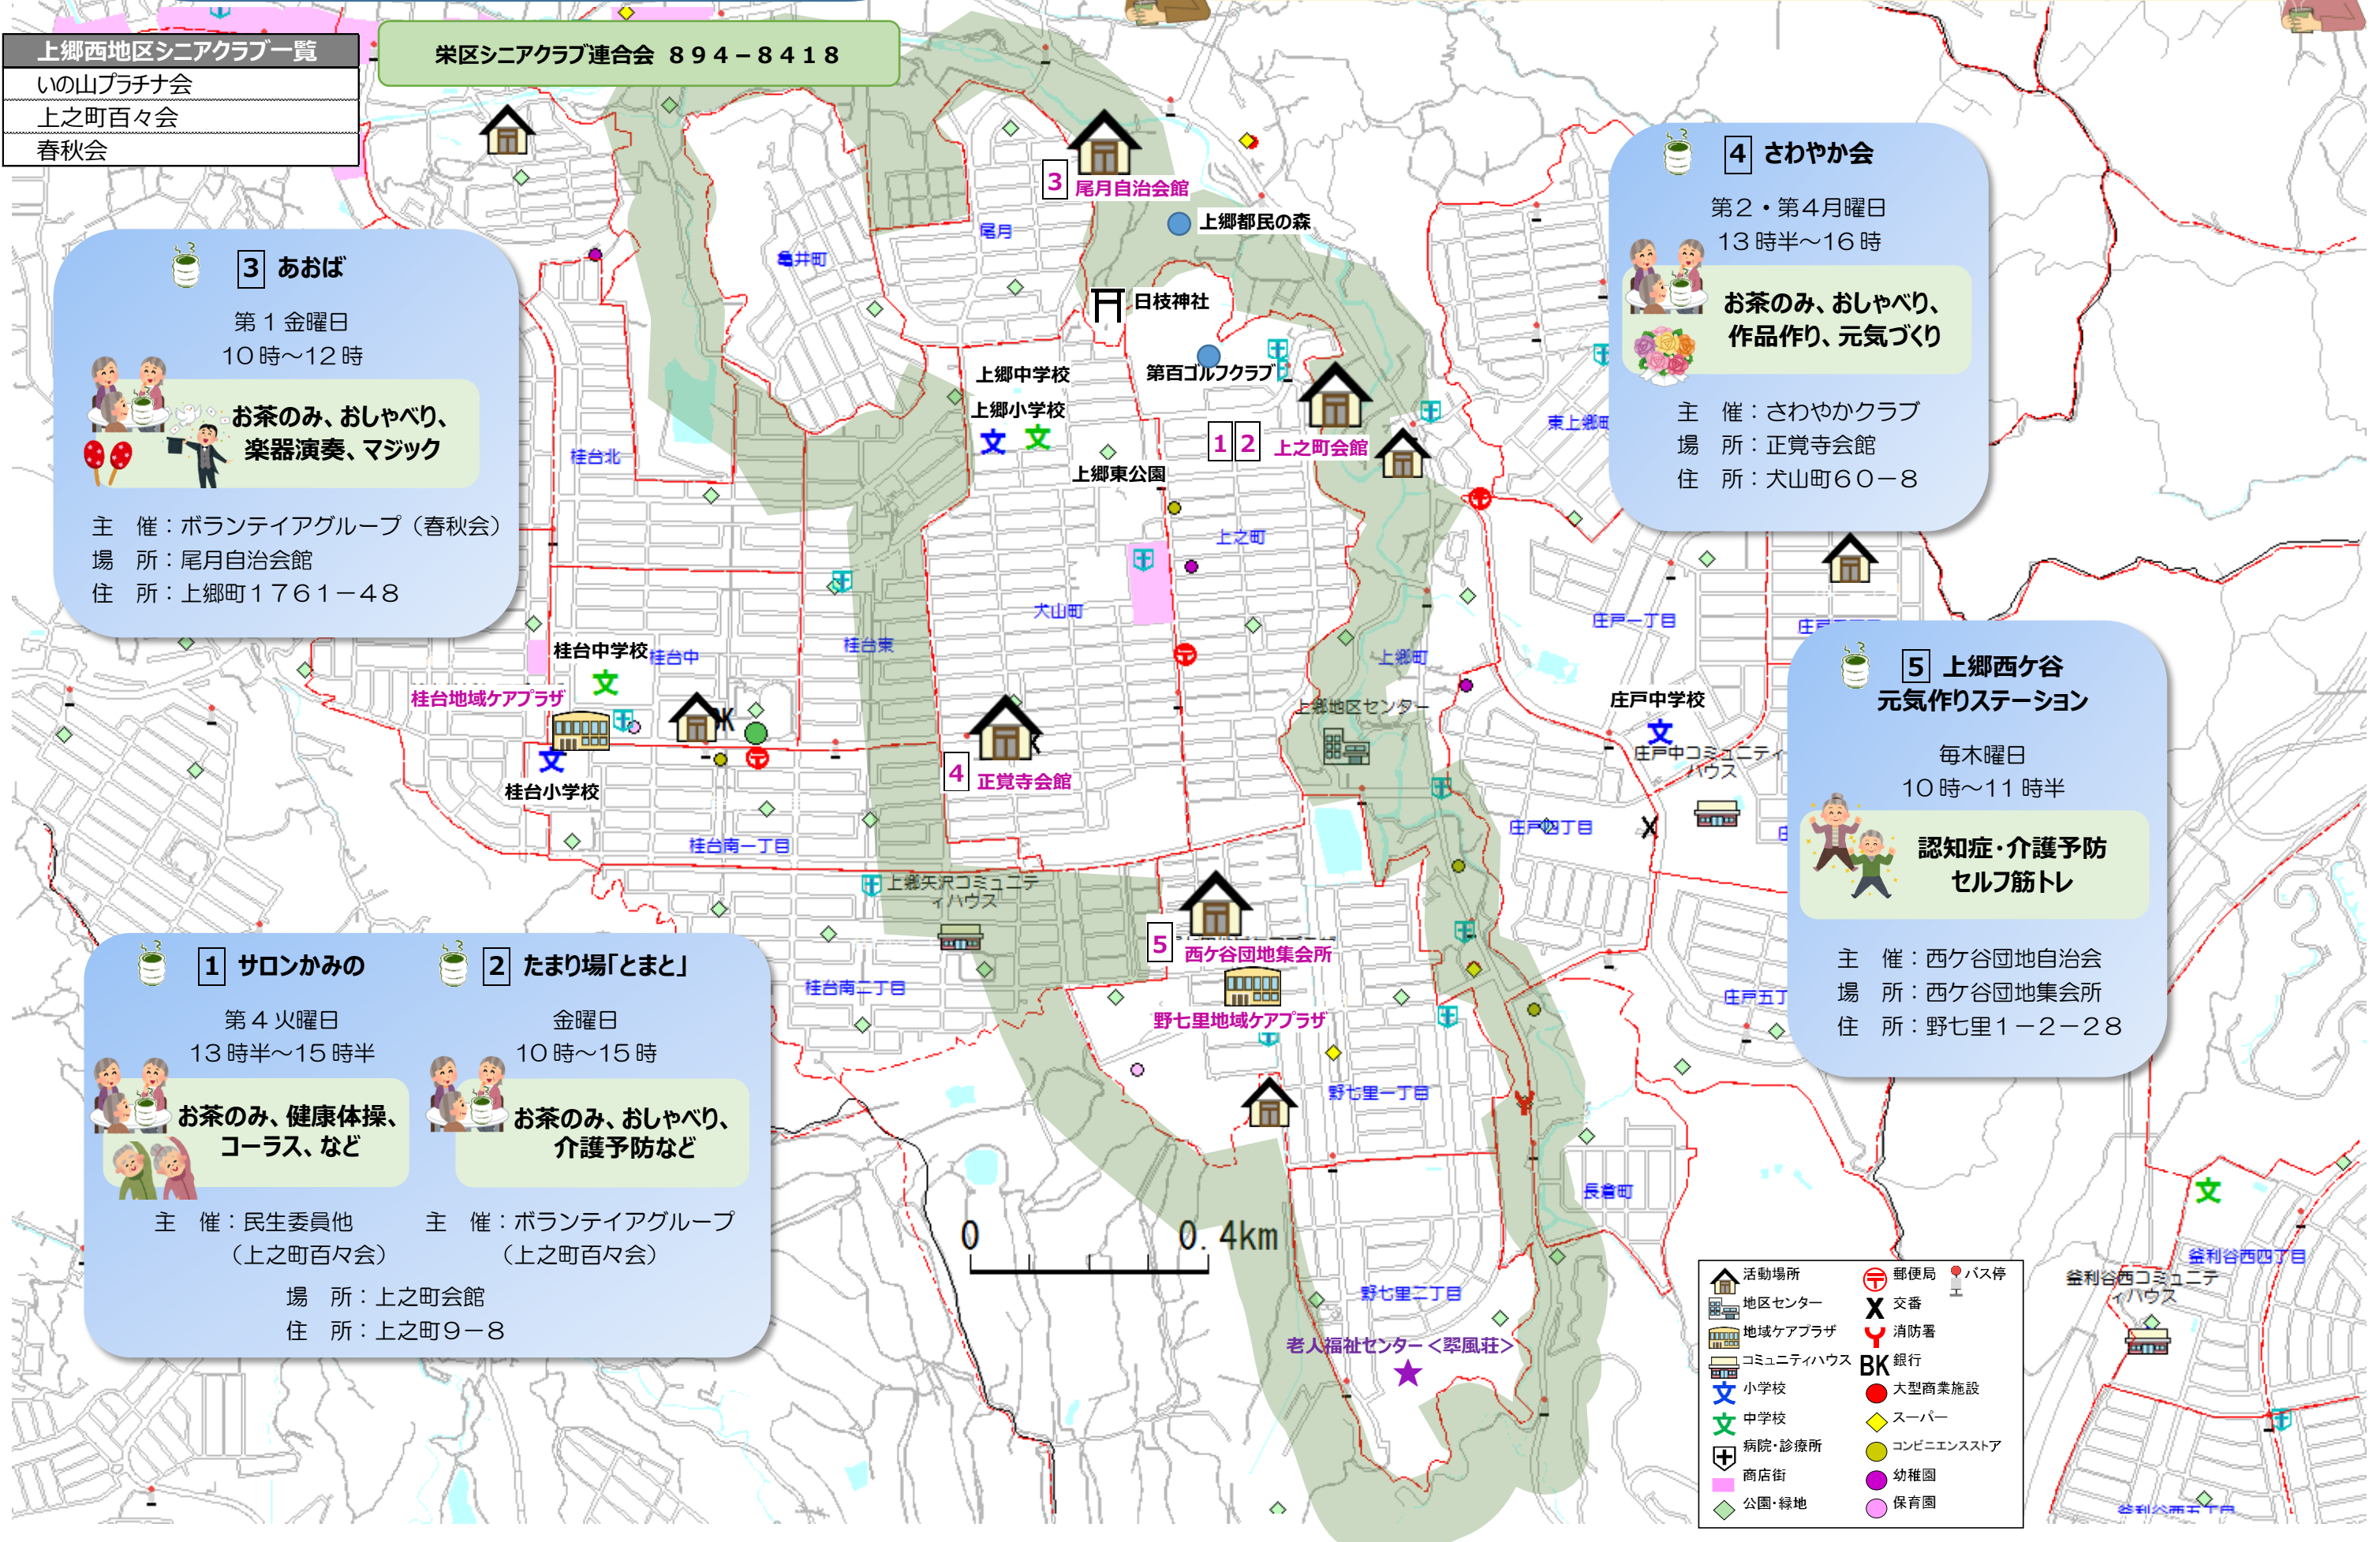 上郷西地区シニアクラブ一覧
いの山プラチナ会
上之町百々会
春秋会
栄区シニアクラブ連合会 ８９４－８４１８
3 尾月自治会館
上郷都民の森
尾月
亀井町
日枝神社
第百ゴルフクラブ
上郷中学校
上郷小学校
1 2 上之町会館
上郷東公園
桂台北
東上郷町
上之町
犬山町
桂台東
桂台中学校
桂台中
桂台地域ケアプラザ
BK
桂台小学校
4 正覚寺会館
桂台南一丁目
上郷町
上郷地区センター
庄戸一丁目
庄戸中学校
庄戸中コミュニティ
ハウス
庄戸四丁目
庄戸五丁
上郷矢沢コミュニテ
ィハウス
5 西ケ谷団地集会所
野七里地域ケアプラザ
桂台南二丁目
野七里一丁目
長倉町
野七里二丁目
老人福祉センター＜翠風荘＞
釜利谷西四丁目
釜利谷西コミュニテ
ィハウス
釜利谷西五丁目
0 0.4km
3 あおば
第１金曜日
10時～12時
お茶のみ、おしゃべり、
楽器演奏、マジック
主　催：ボランテイアグループ（春秋会）
場　所：尾月自治会館
住　所：上郷町１７６１－４８
4 さわやか会
第２・第４月曜日
13時半～16時
お茶のみ、おしゃべり、
作品作り、元気づくり
主　催：さわやかクラブ
場　所：正覚寺会館
住　所：犬山町６０－８
5 上郷西ケ谷
元気作りステーション
毎木曜日
10時～11時半
認知症・介護予防
セルフ筋トレ
主　催：西ケ谷団地自治会
場　所：西ケ谷団地集会所
住　所：野七里１－２－２８
1 サロンかみの
第４火曜日
13時半～15時半
お茶のみ、健康体操、
コーラス、など
主　催：民生委員他
（上之町百々会）
2 たまり場「とまと」
金曜日
10時～15時
お茶のみ、おしゃべり、
介護予防など
主　催：ボランテイアグループ
（上之町百々会）
場　所：上之町会館
住　所：上之町９－８
活動場所
地区センター
地域ケアプラザ
コミュニティハウス
文 小学校
文 中学校
病院・診療所
商店街
公園・緑地
郵便局
バス停
X 交番
消防署
BK 銀行
大型商業施設
スーパー
コンビニエンスストア
幼稚園
保育園